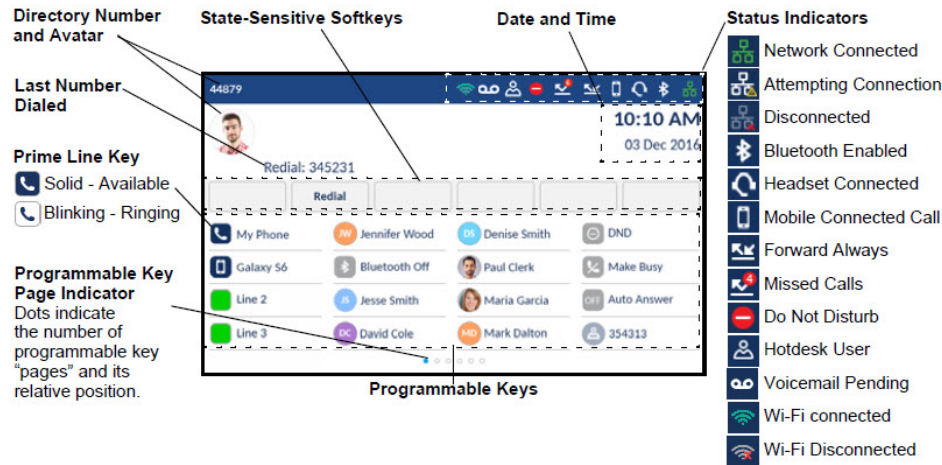 Directory Number
and Avatar
State-Sensitive Softkeys
Date and Time
Status Indicators
Last Number
Dialed
Prime Line Key
Solid - Available
Blinking - Ringing
Programmable Key
Page Indicator
Dots indicate
the number of
programmable key
“pages” and its
relative position.
44879
4
10:10 AM
03 Dec 2016
Redial: 345231
Redial
My Phone
JW Jennifer Wood
DS Denise Smith
DND
Galaxy S6
Bluetooth Off
Paul Clerk
Make Busy
Line 2
JS Jesse Smith
Maria Garcia
OFF Auto Answer
Line 3
DC David Cole
MD Mark Dalton
354313
Programmable Keys
Network Connected
Attempting Connection
Disconnected
Bluetooth Enabled
Headset Connected
Mobile Connected Call
Forward Always
4 Missed Calls
Do Not Disturb
Hotdesk User
Voicemail Pending
Wi-Fi connected
Wi-Fi Disconnected